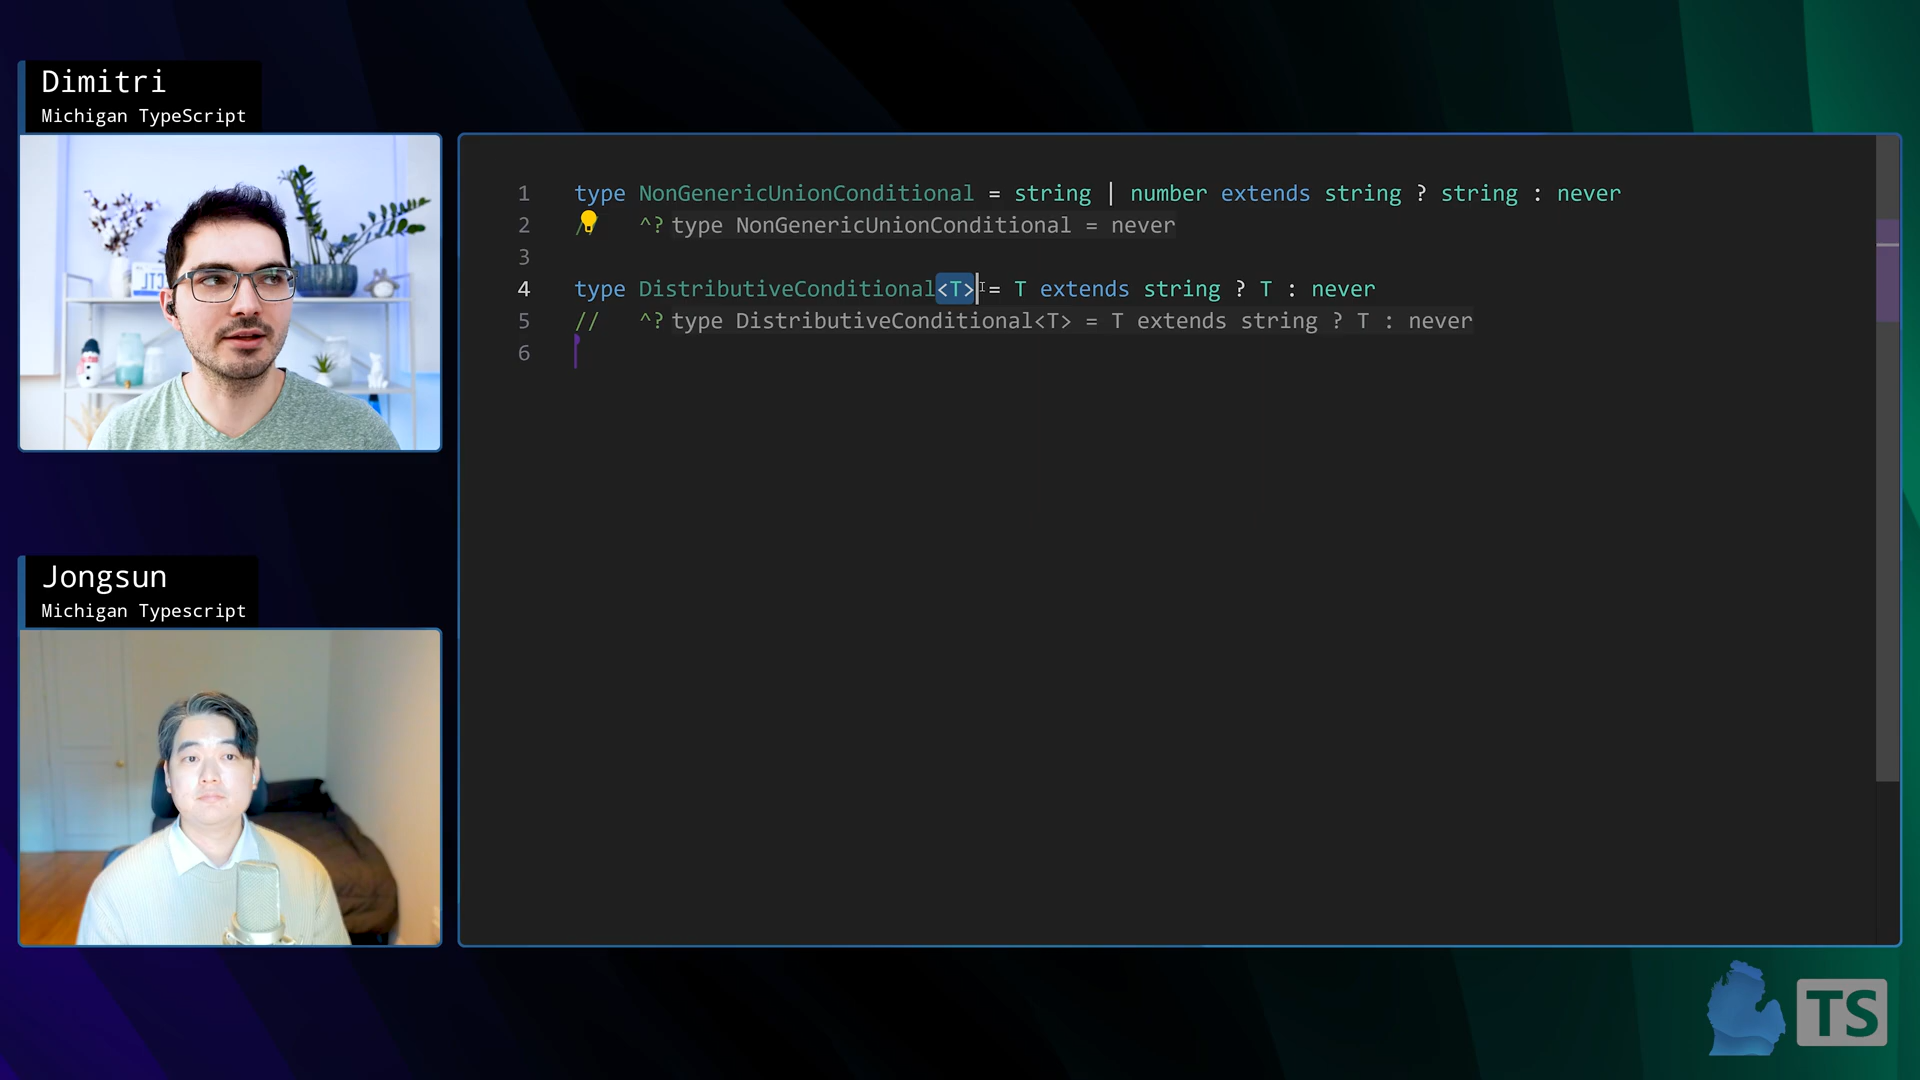 Dimitri
Michigan TypeScript
Jongsun
Michigan Typescript
1 type NonGenericUnionConditional = string | number extends string ? string : never
2 // ^? type NonGenericUnionConditional = never
3
4 type DistributiveConditional<T> = T extends string ? T : never
5 // ^? type DistributiveConditional<T> = T extends string ? T : never
6
TS